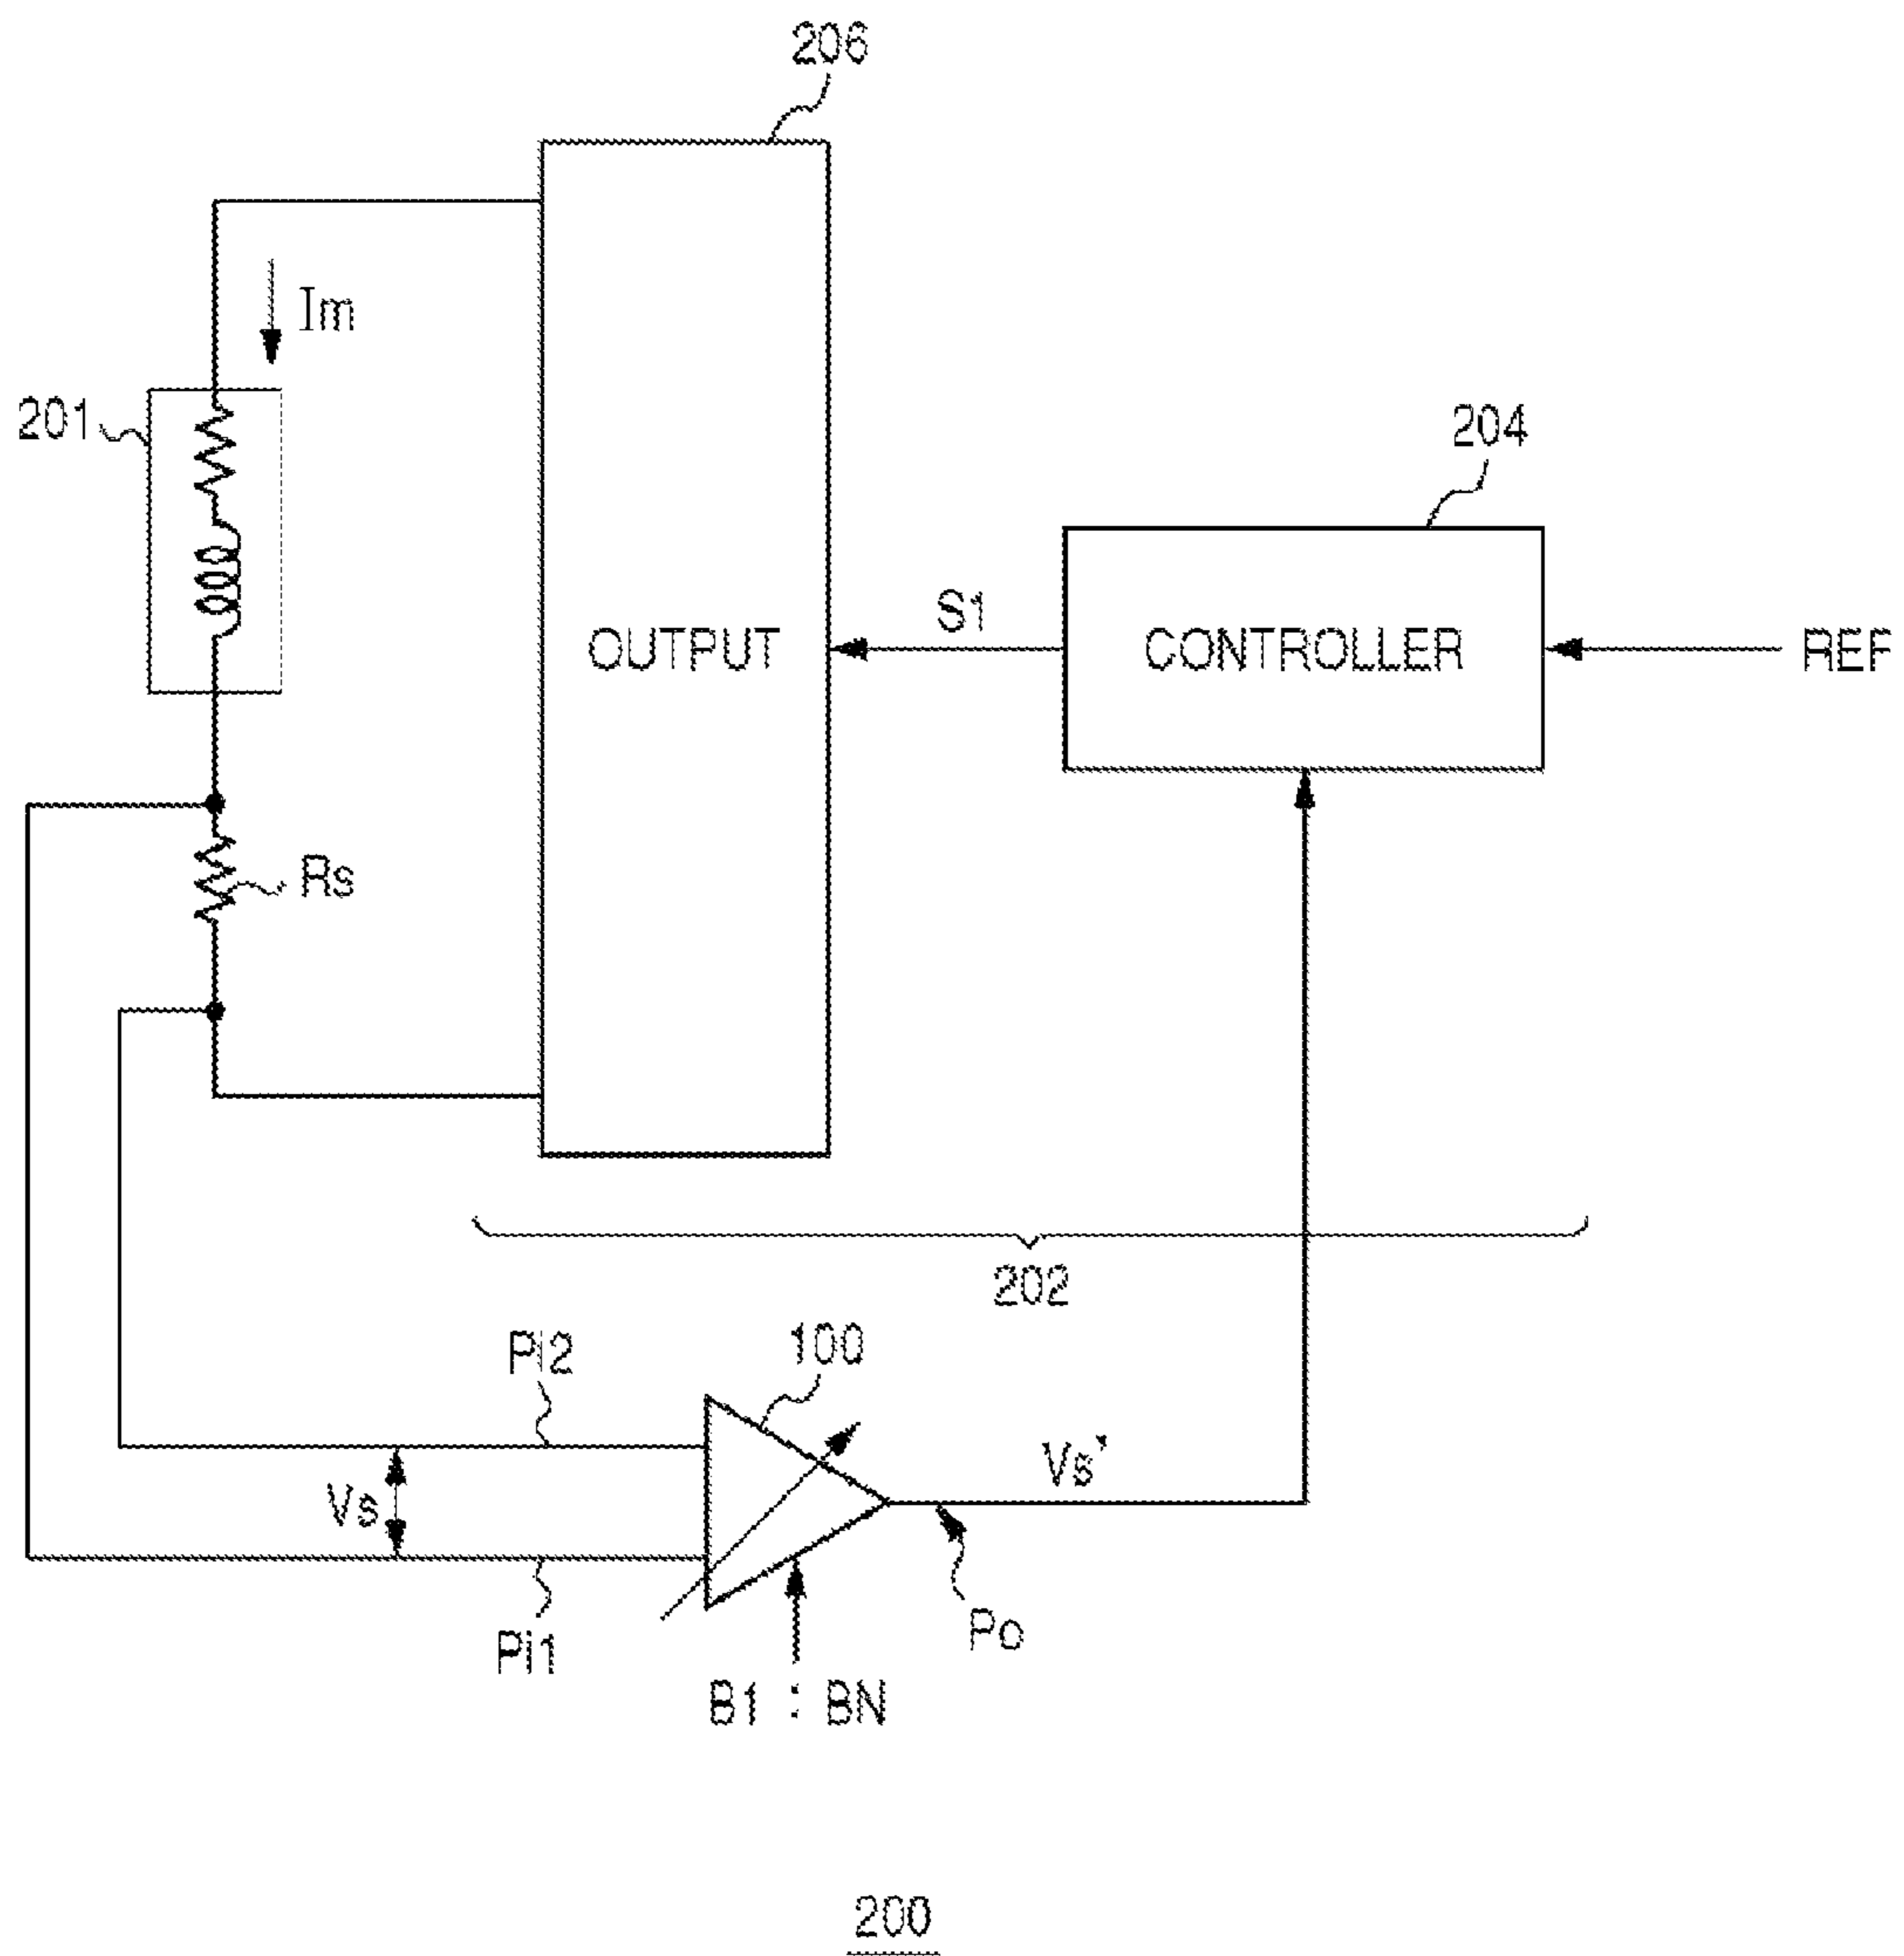 206
Im
201
204
S1
OUTPUT
CONTROLLER
REF
Rs
202
Pi2
100
Vs
Vs'
Pi1
Po
B1 : BN
200